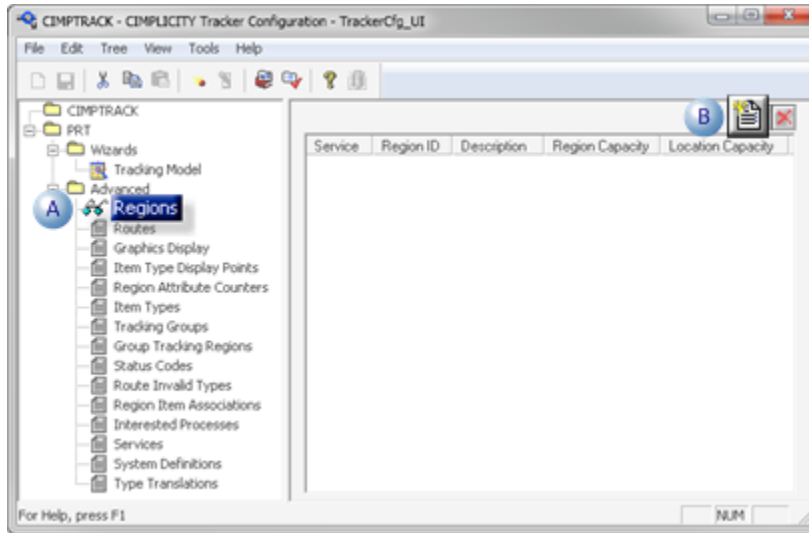 CIMPTRACK - CIMPLICITY Tracker Configuration - TrackerCfg_UI
File Edit Tree View Tools Help
CIMPTRACK
PRT
Wizards
Tracking Model
Advanced
A Regions
Routes
Graphics Display
Item Type Display Points
Region Attribute Counters
Item Types
Tracking Groups
Group Tracking Regions
Status Codes
Route Invalid Types
Region Item Associations
Interested Processes
Services
System Definitions
Type Translations
B
Service Region ID Description Region Capacity Location Capacity
For Help, press F1 NUM